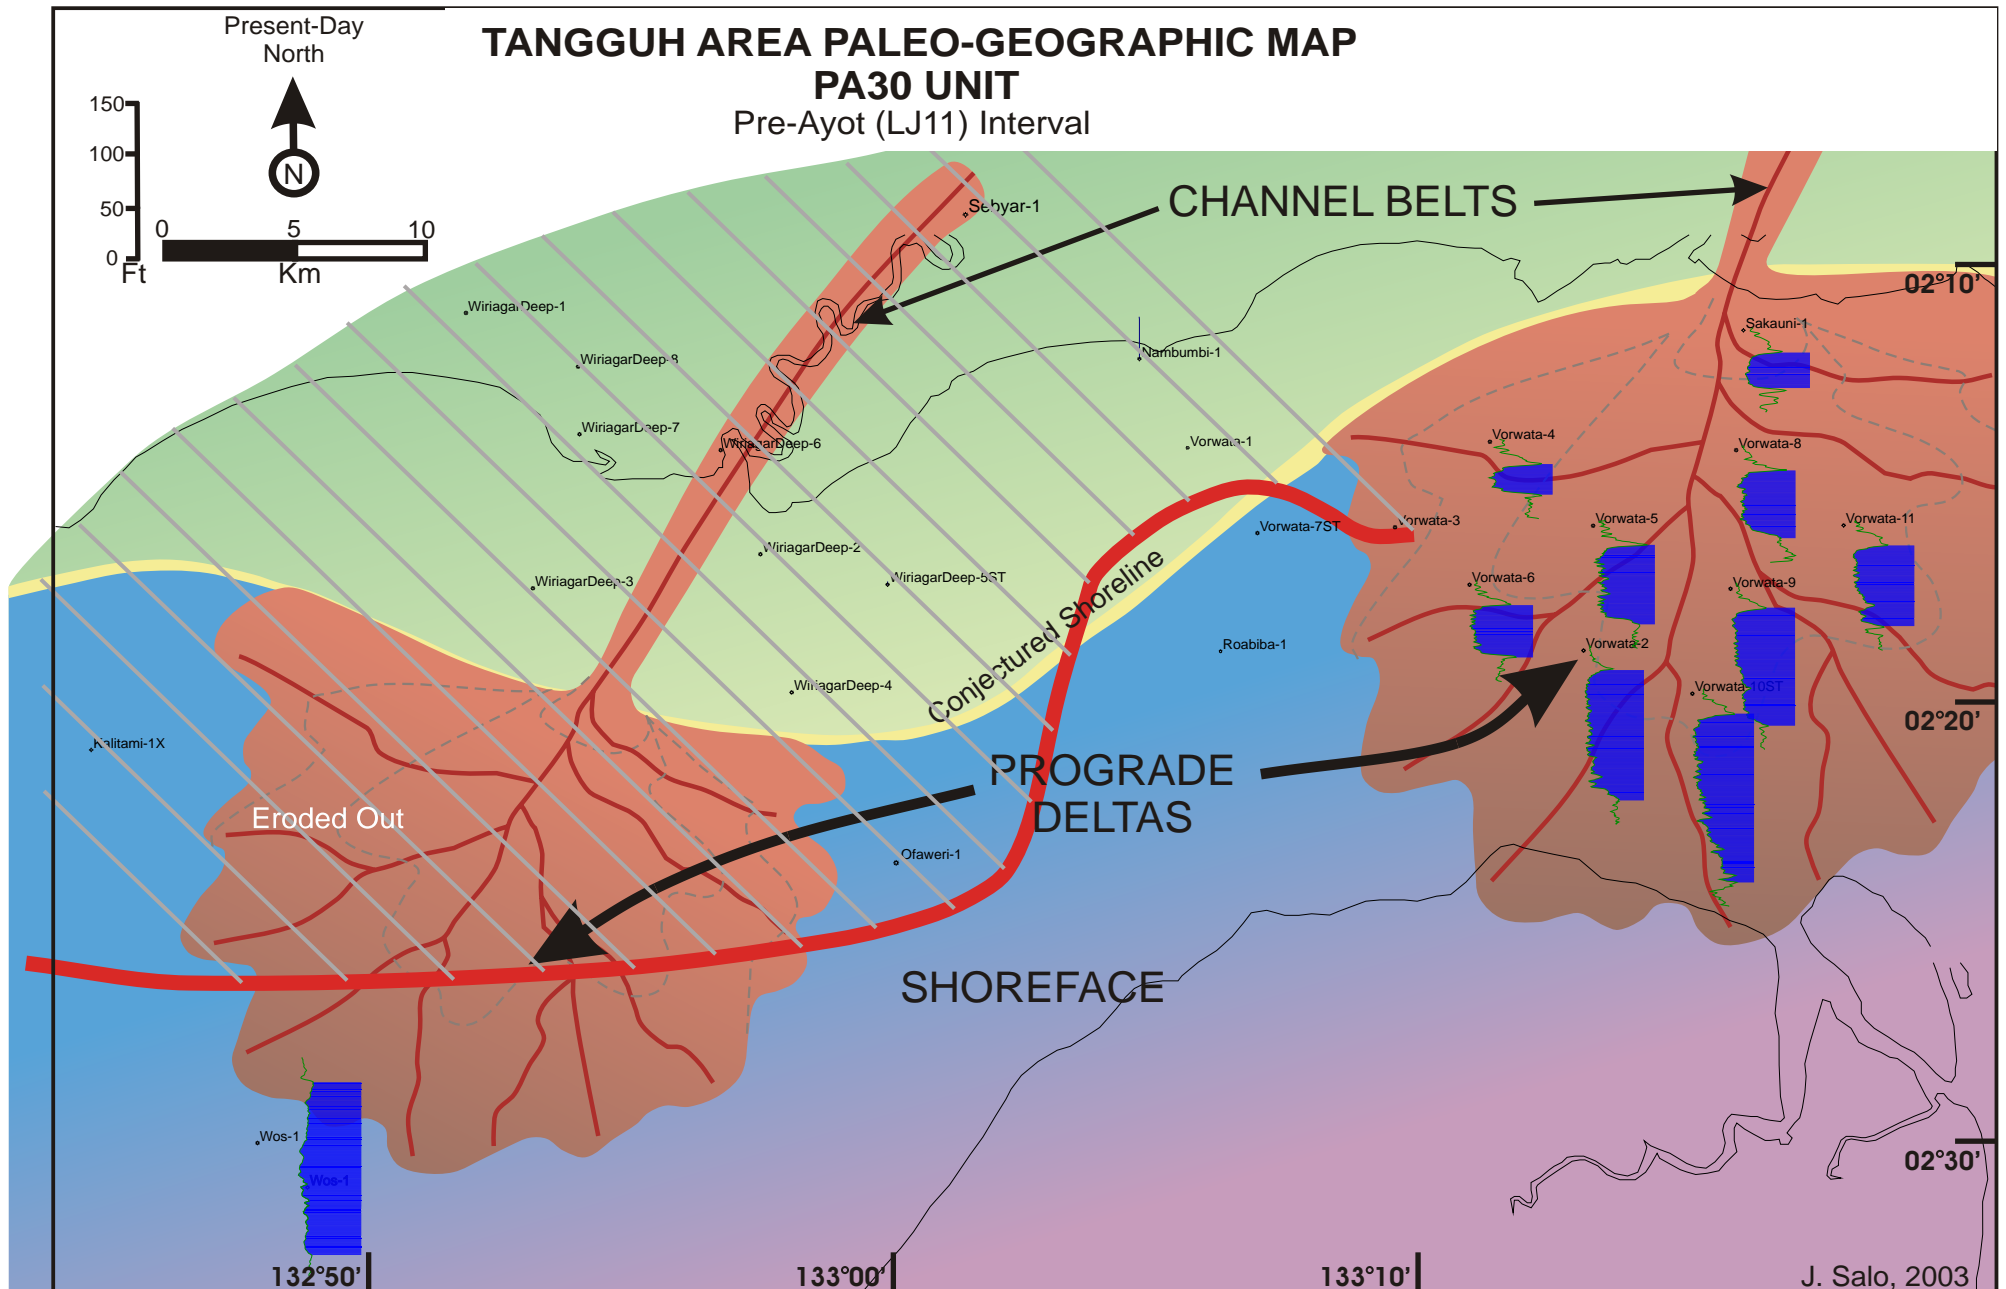 Present-Day
North
TANGGUH AREA PALEO-GEOGRAPHIC MAP
PA30 UNIT
Pre-Ayot (LJ11) Interval
150
100
50
0
Ft
N
0 5 10
Km
CHANNEL BELTS
Sebyar-1
02°10'
WiriagarDeep-1
Sakauni-1
WiriagarDeep-8
Nambumbi-1
WiriagarDeep-7
WiriagarDeep-6
Vorwata-1
Vorwata-4
Vorwata-8
Vorwata-7ST
Vorwata-3
Vorwata-5
Vorwata-11
WiriagarDeep-2
WiriagarDeep-3
WiriagarDeep-5ST
Vorwata-6
Vorwata-9
Conjectured Shoreline
Roabiba-1
Vorwata-2
WiriagarDeep-4
Vorwata-10ST
02°20'
Kalitami-1X
PROGRADE
DELTAS
Eroded Out
Ofaweri-1
SHOREFACE
Wos-1
Wos-1
02°30'
132°50'
133°00'
133°10'
J. Salo, 2003